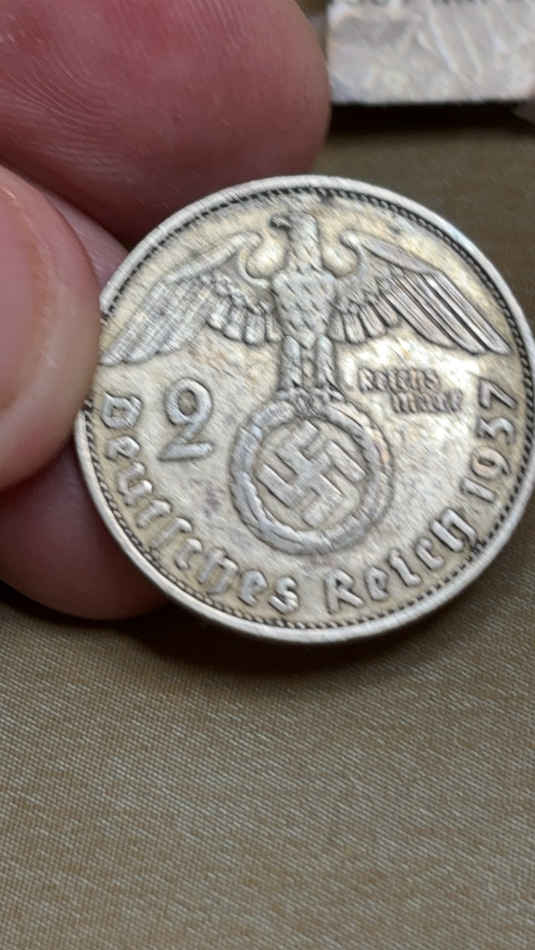 2
REICHS
MARK
Deutsches Reich 1937